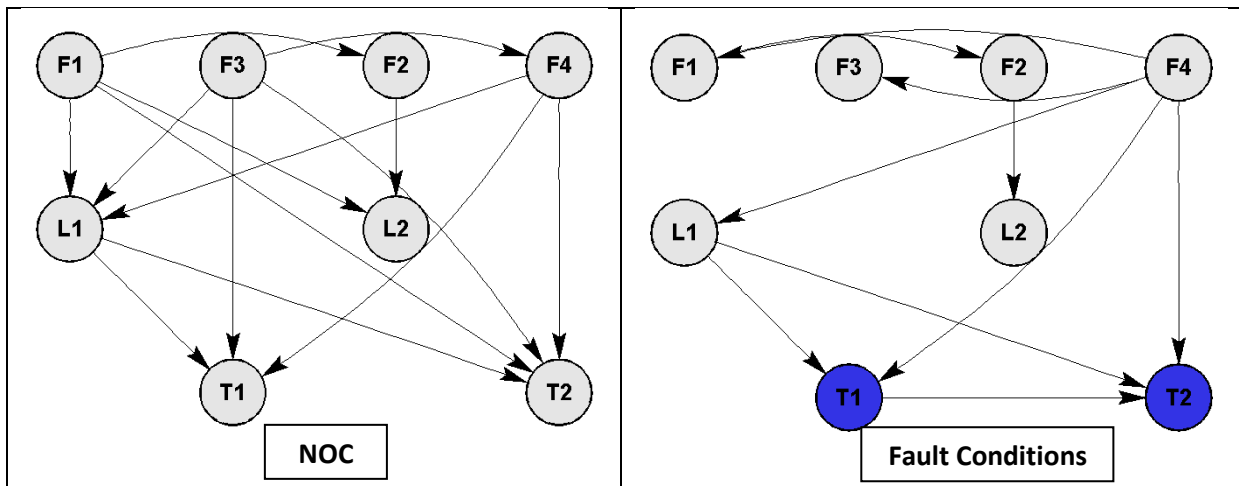 F1 F3 F2 F4
L1 L2
T1 T2
NOC
F1 F3 F2 F4
L1 L2
T1 T2
Fault Conditions